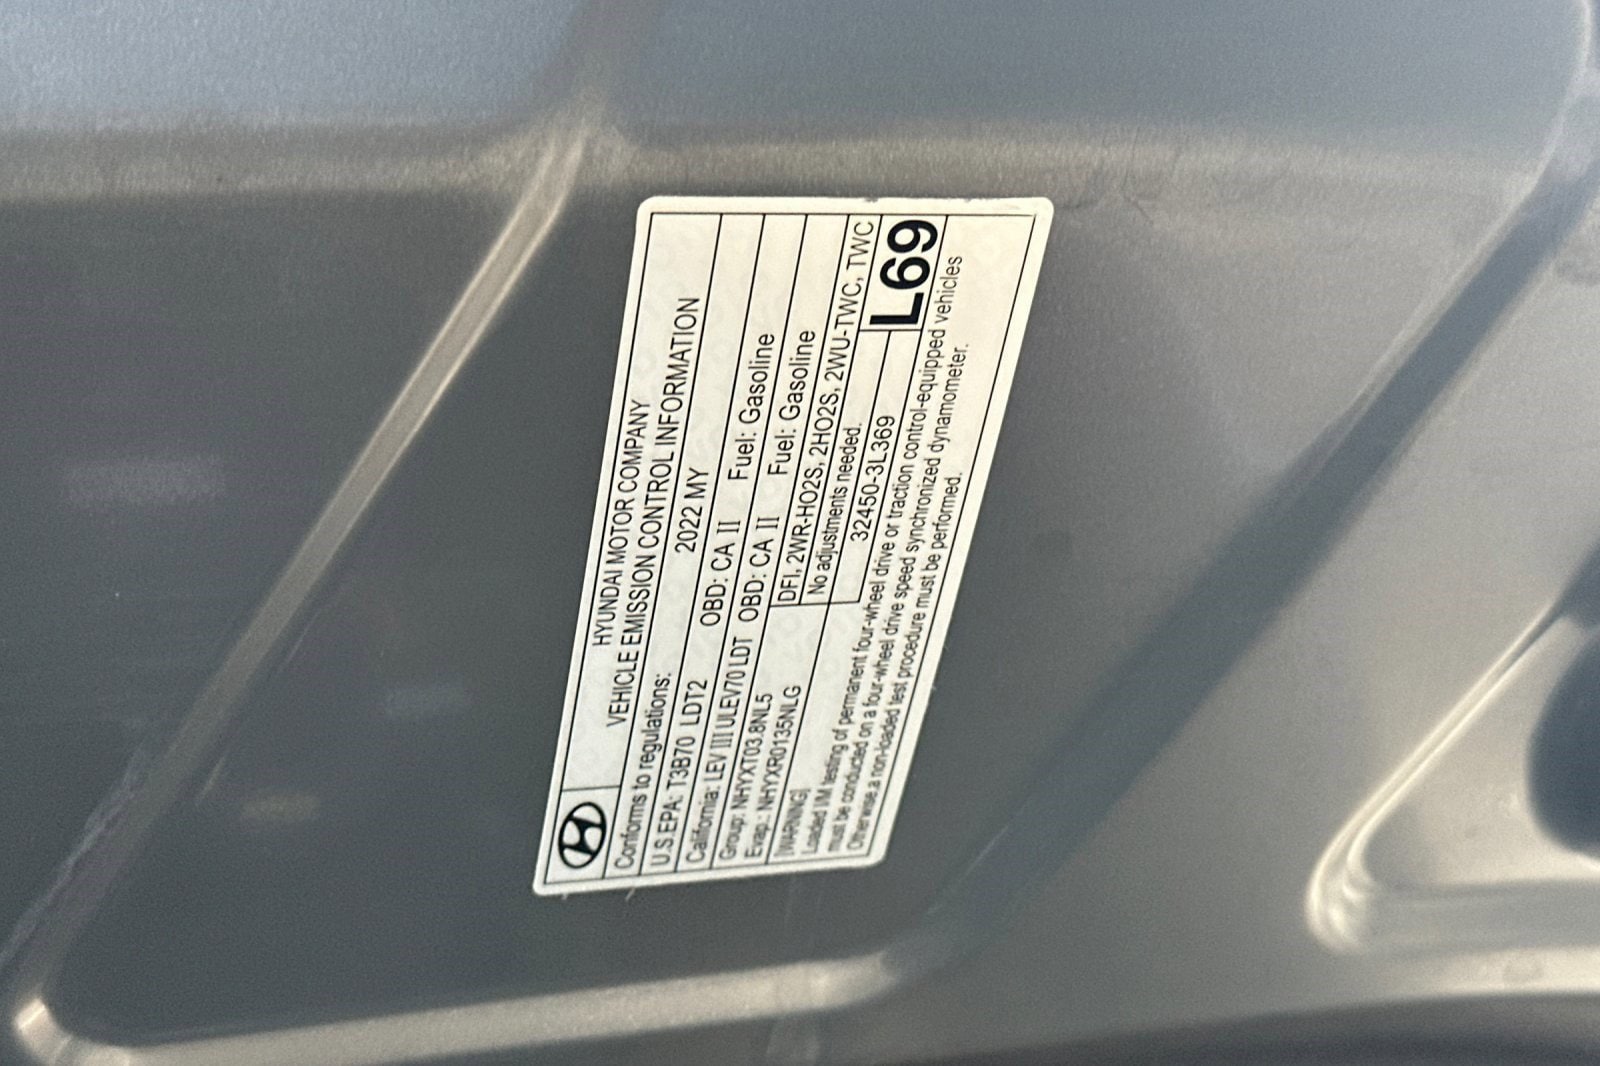 HYUNDAI MOTOR COMPANY
VEHICLE EMISSION CONTROL INFORMATION
Conforms to regulations: 2022 MY
U.S.EPA: T3B70 LDT2 OBD: CA II Fuel: Gasoline
California: LEV III ULEV70 LDT OBD: CA II Fuel: Gasoline
Group: NHYXT03.8NL5 DFI, 2WR-HO2S, 2HO2S, 2WU-TWC, TWC
Evap.: NHYXR0135NLG No adjustments needed.
32450-3L369 L69
[WARNING]
Loaded I/M testing of permanent four-wheel drive or traction control-equipped vehicles
must be conducted on a four-wheel drive speed synchronized dynamometer.
Otherwise,a non-loaded test procedure must be performed.